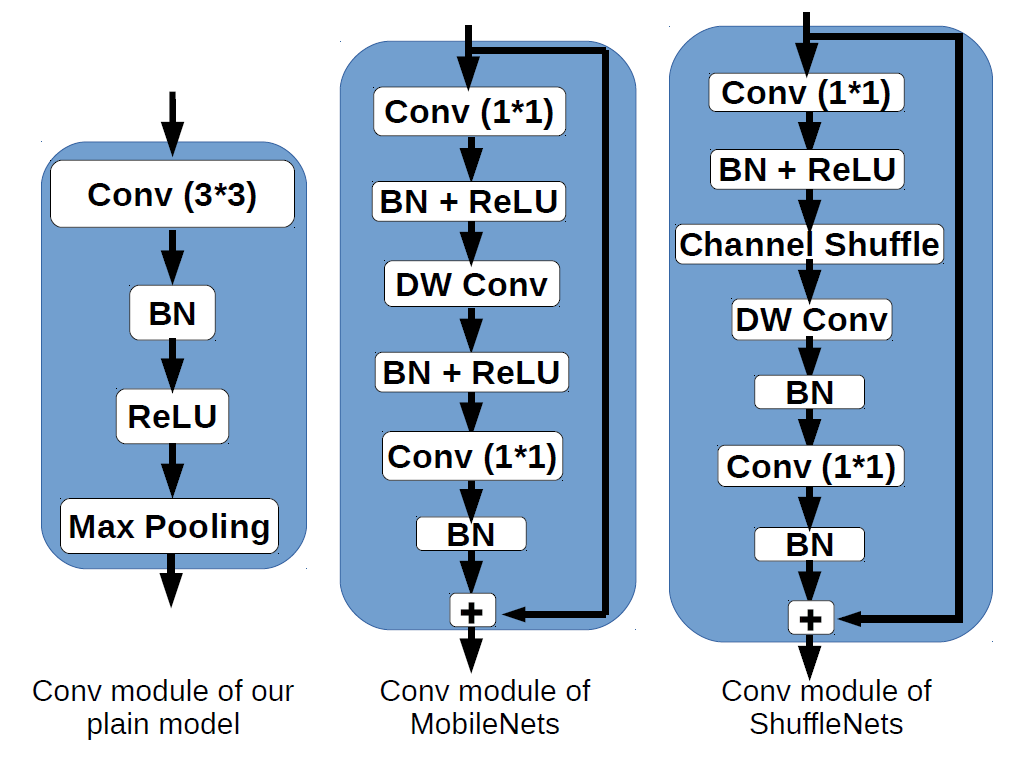 Conv (3*3)
BN
ReLU
Max Pooling
Conv module of our
plain model
Conv (1*1)
BN + ReLU
DW Conv
BN + ReLU
Conv (1*1)
BN
+
Conv module of
MobileNets
Conv (1*1)
BN + ReLU
Channel Shuffle
DW Conv
BN
Conv (1*1)
BN
+
Conv module of
ShuffleNets